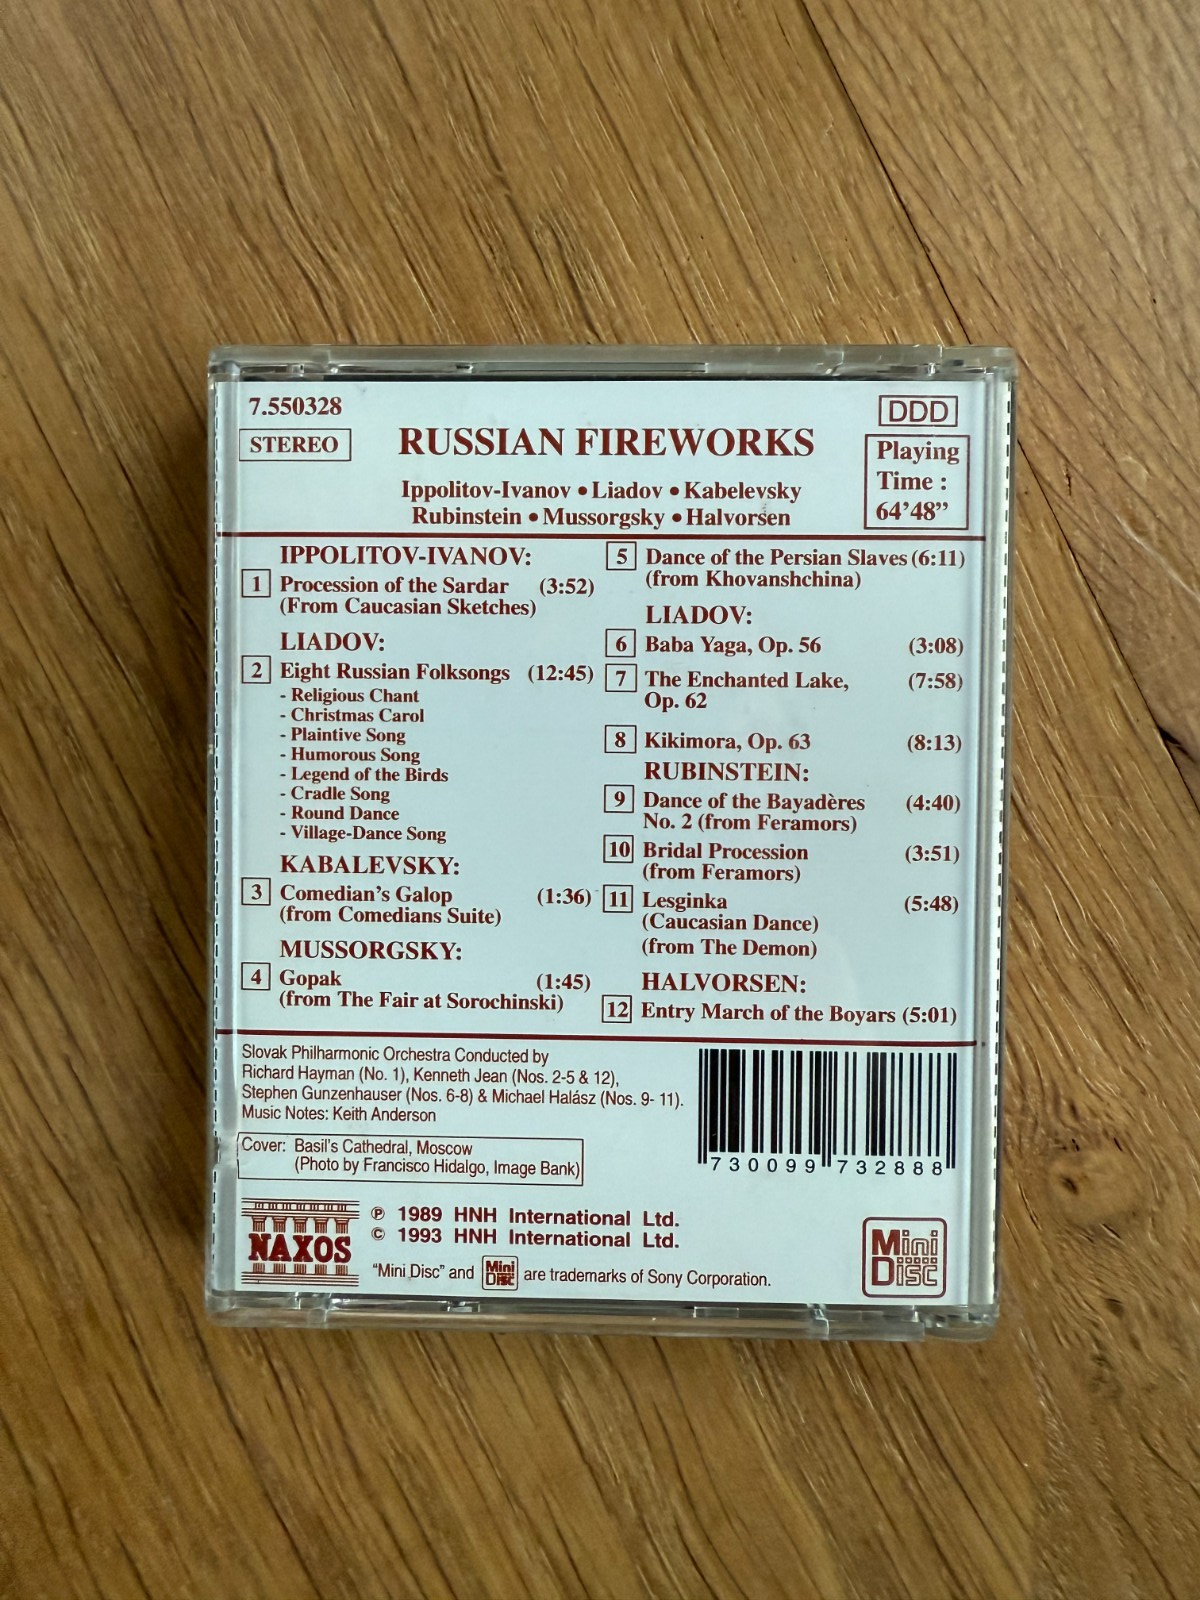 7.550328
STEREO
RUSSIAN FIREWORKS
Ippolitov-Ivanov • Liadov • Kabelevsky
Rubinstein • Mussorgsky • Halvorsen
DDD
Playing
Time :
64'48”
IPPOLITOV-IVANOV:
1 Procession of the Sardar (3:52)
(From Caucasian Sketches)
LIADOV:
2 Eight Russian Folksongs (12:45)
- Religious Chant
- Christmas Carol
- Plaintive Song
- Humorous Song
- Legend of the Birds
- Cradle Song
- Round Dance
- Village-Dance Song
KABALEVSKY:
3 Comedian's Galop (1:36)
(from Comedians Suite)
MUSSORGSKY:
4 Gopak (1:45)
(from The Fair at Sorochinski)
5 Dance of the Persian Slaves (6:11)
(from Khovanshchina)
LIADOV:
6 Baba Yaga, Op. 56 (3:08)
7 The Enchanted Lake, (7:58)
Op. 62
8 Kikimora, Op. 63 (8:13)
RUBINSTEIN:
9 Dance of the Bayadères (4:40)
No. 2 (from Feramors)
10 Bridal Procession (3:51)
(from Feramors)
11 Lesginka (5:48)
(Caucasian Dance)
(from The Demon)
HALVORSEN:
12 Entry March of the Boyars (5:01)
Slovak Philharmonic Orchestra Conducted by
Richard Hayman (No. 1), Kenneth Jean (Nos. 2-5 & 12),
Stephen Gunzenhauser (Nos. 6-8) & Michael Halász (Nos. 9- 11).
Music Notes: Keith Anderson
Cover: Basil's Cathedral, Moscow
(Photo by Francisco Hidalgo, Image Bank)
7 30099 73288 8
NAXOS
℗ 1989 HNH International Ltd.
© 1993 HNH International Ltd.
“Mini Disc” and Mini Disc are trademarks of Sony Corporation.
Mini
Disc